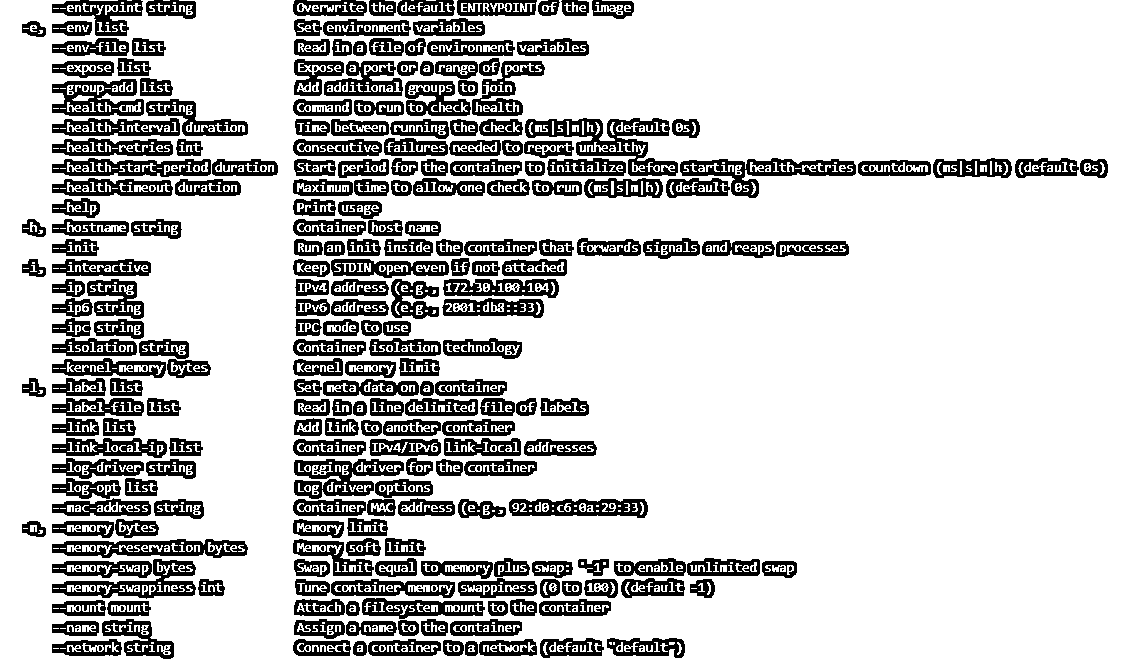 --entrypoint string Overwrite the default ENTRYPOINT of the image
-e, --env list Set environment variables
--env-file list Read in a file of environment variables
--expose list Expose a port or a range of ports
--group-add list Add additional groups to join
--health-cmd string Command to run to check health
--health-interval duration Time between running the check (ms|s|m|h) (default 0s)
--health-retries int Consecutive failures needed to report unhealthy
--health-start-period duration Start period for the container to initialize before starting health-retries countdown (ms|s|m|h) (default 0s)
--health-timeout duration Maximum time to allow one check to run (ms|s|m|h) (default 0s)
--help Print usage
-h, --hostname string Container host name
--init Run an init inside the container that forwards signals and reaps processes
-i, --interactive Keep STDIN open even if not attached
--ip string IPv4 address (e.g., 172.30.100.104)
--ip6 string IPv6 address (e.g., 2001:db8::33)
--ipc string IPC mode to use
--isolation string Container isolation technology
--kernel-memory bytes Kernel memory limit
-l, --label list Set meta data on a container
--label-file list Read in a line delimited file of labels
--link list Add link to another container
--link-local-ip list Container IPv4/IPv6 link-local addresses
--log-driver string Logging driver for the container
--log-opt list Log driver options
--mac-address string Container MAC address (e.g., 92:d0:c6:0a:29:33)
-m, --memory bytes Memory limit
--memory-reservation bytes Memory soft limit
--memory-swap bytes Swap limit equal to memory plus swap: '-1' to enable unlimited swap
--memory-swappiness int Tune container memory swappiness (0 to 100) (default -1)
--mount mount Attach a filesystem mount to the container
--name string Assign a name to the container
--network string Connect a container to a network (default "default")